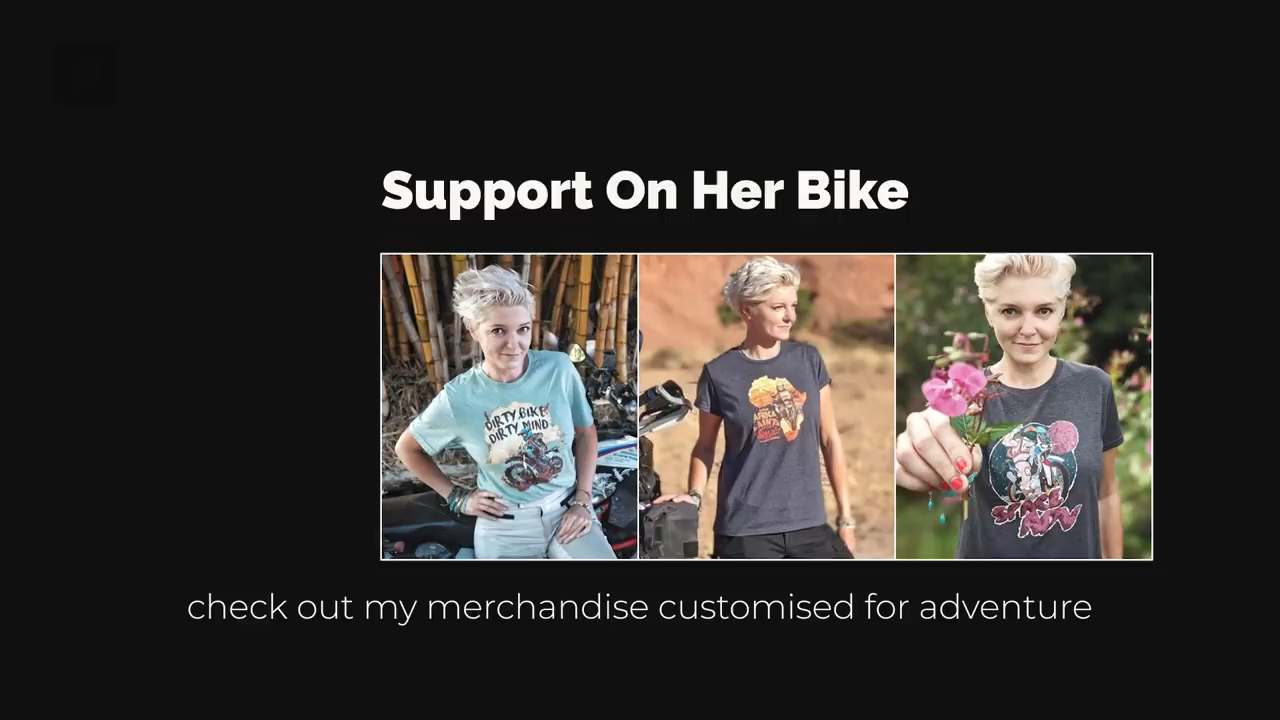 Support On Her Bike
DIRTY BIKE
DIRTY MIND
AFRICA
SPACE
ADV
check out my merchandise customised for adventure